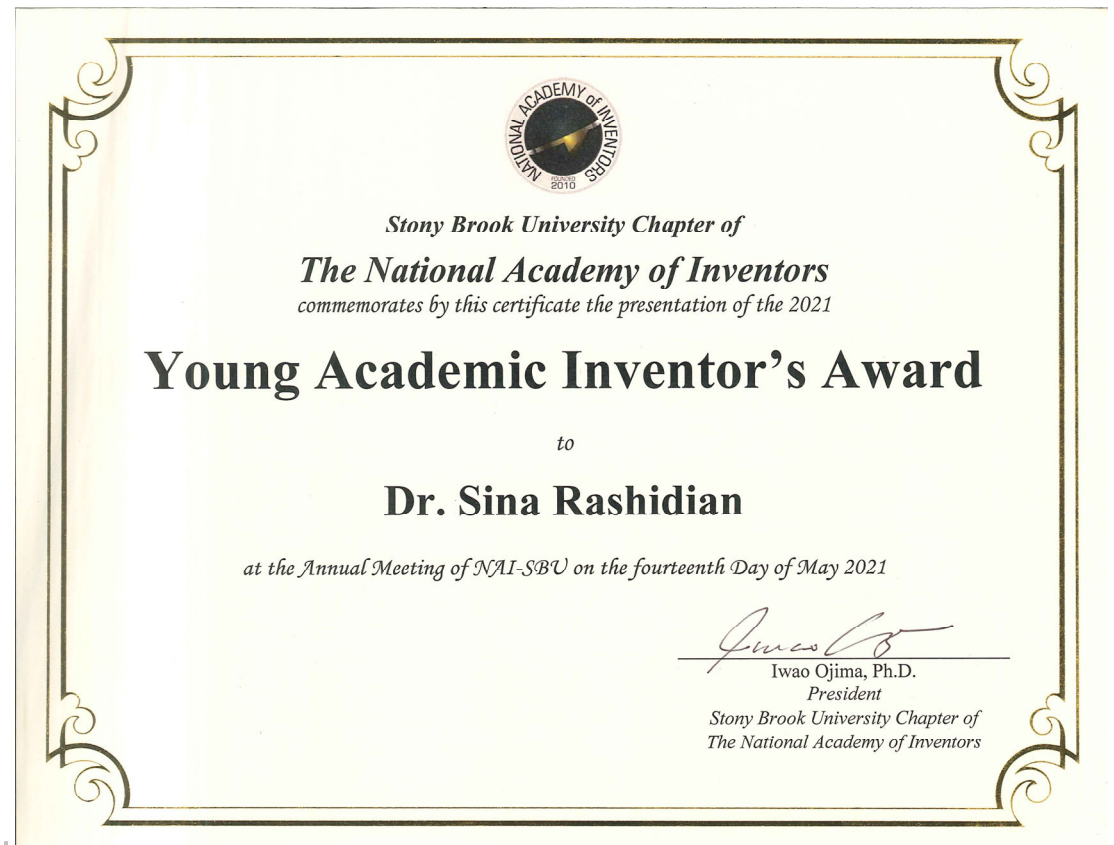 NATIONAL ACADEMY of INVENTORS
FOUNDED
2010
Stony Brook University Chapter of
The National Academy of Inventors
commemorates by this certificate the presentation of the 2021
Young Academic Inventor's Award
to
Dr. Sina Rashidian
at the Annual Meeting of NAI-SBU on the fourteenth Day of May 2021
Iwao Ojima, Ph.D.
President
Stony Brook University Chapter of
The National Academy of Inventors